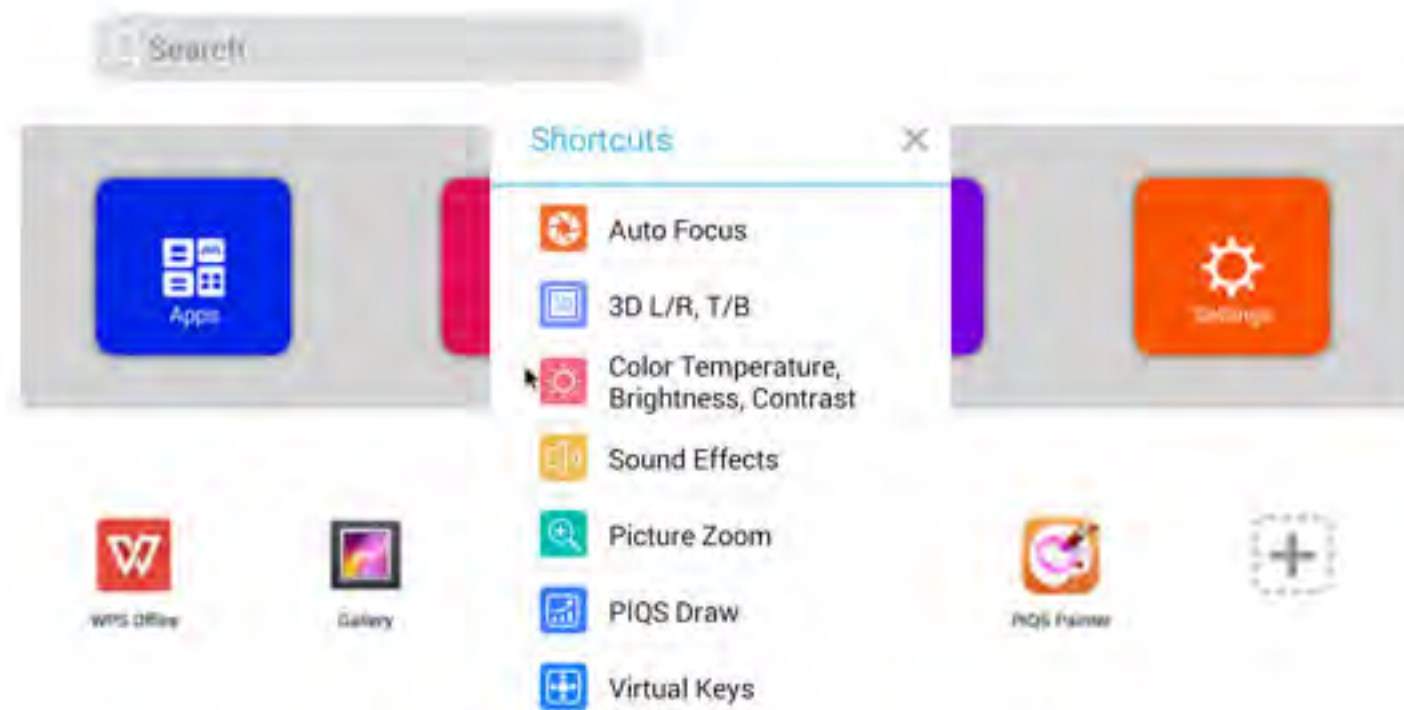 Search
Shortcuts
Auto Focus
Apps
3D L/R, T/B
Settings
Color Temperature,
Brightness, Contrast
Sound Effects
Picture Zoom
WPS Office
Gallery
PIQS Draw
PIQS Painter
Virtual Keys